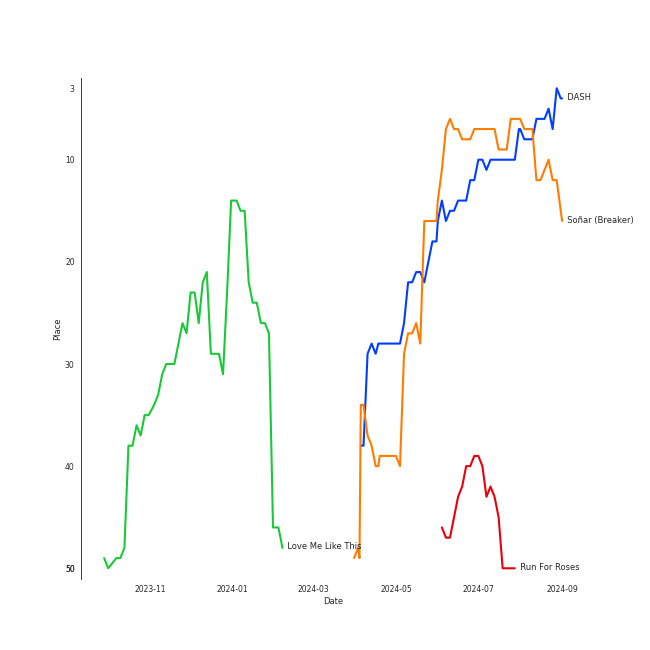 3
DASH
10
Soñar (Breaker)
20
Place
30
40
Love Me Like This
50
Run For Roses
2023-11
2024-01
2024-03
2024-05
2024-07
2024-09
Date